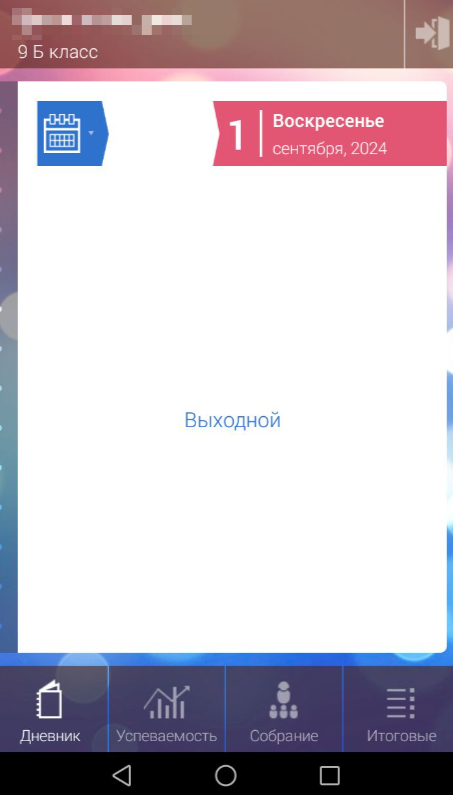 9 Б класс
1
Воскресенье
сентября, 2024
Выходной
Дневник
Успеваемость
Собрание
Итоговые